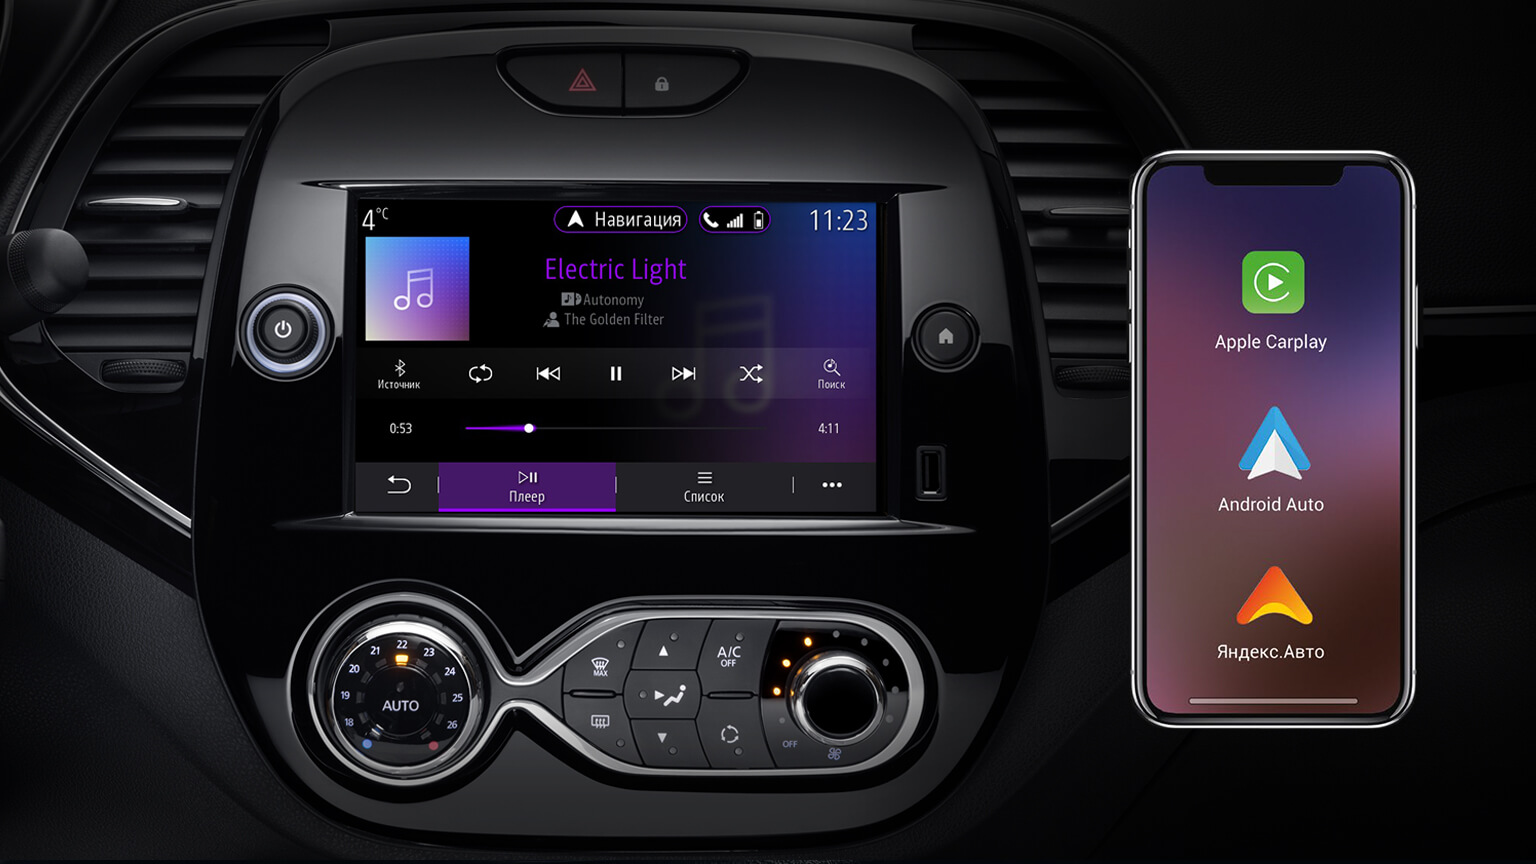 4°C
Навигация
11:23
Electric Light
Autonomy
The Golden Filter
Источник
Поиск
0:53
4:11
Плеер
Список
Apple Carplay
Android Auto
Яндекс.Авто
18
19
20
21
22
23
24
25
26
AUTO
MAX
A/C
OFF
OFF